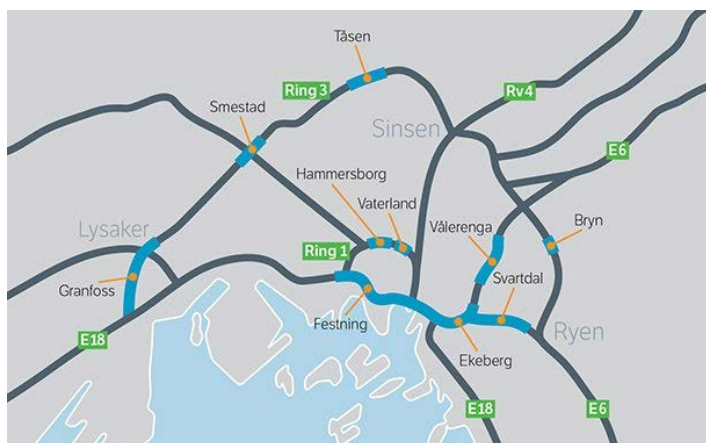 Tåsen
Ring 3
Rv4
Smestad
Sinsen
E6
Hammersborg
Vaterland
Lysaker
Vålerenga
Bryn
Ring 1
Svartdal
Granfoss
Festning
Ryen
E18
Ekeberg
E18
E6